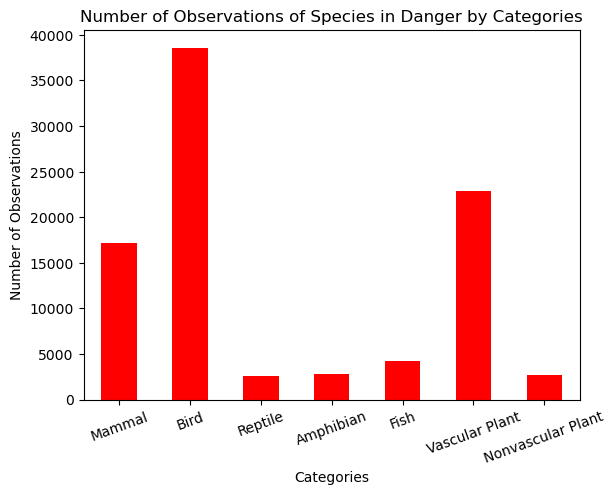 Number of Observations of Species in Danger by Categories
Number of Observations
40000
35000
30000
25000
20000
15000
10000
5000
0
Mammal
Bird
Reptile
Amphibian
Fish
Vascular Plant
Nonvascular Plant
Categories